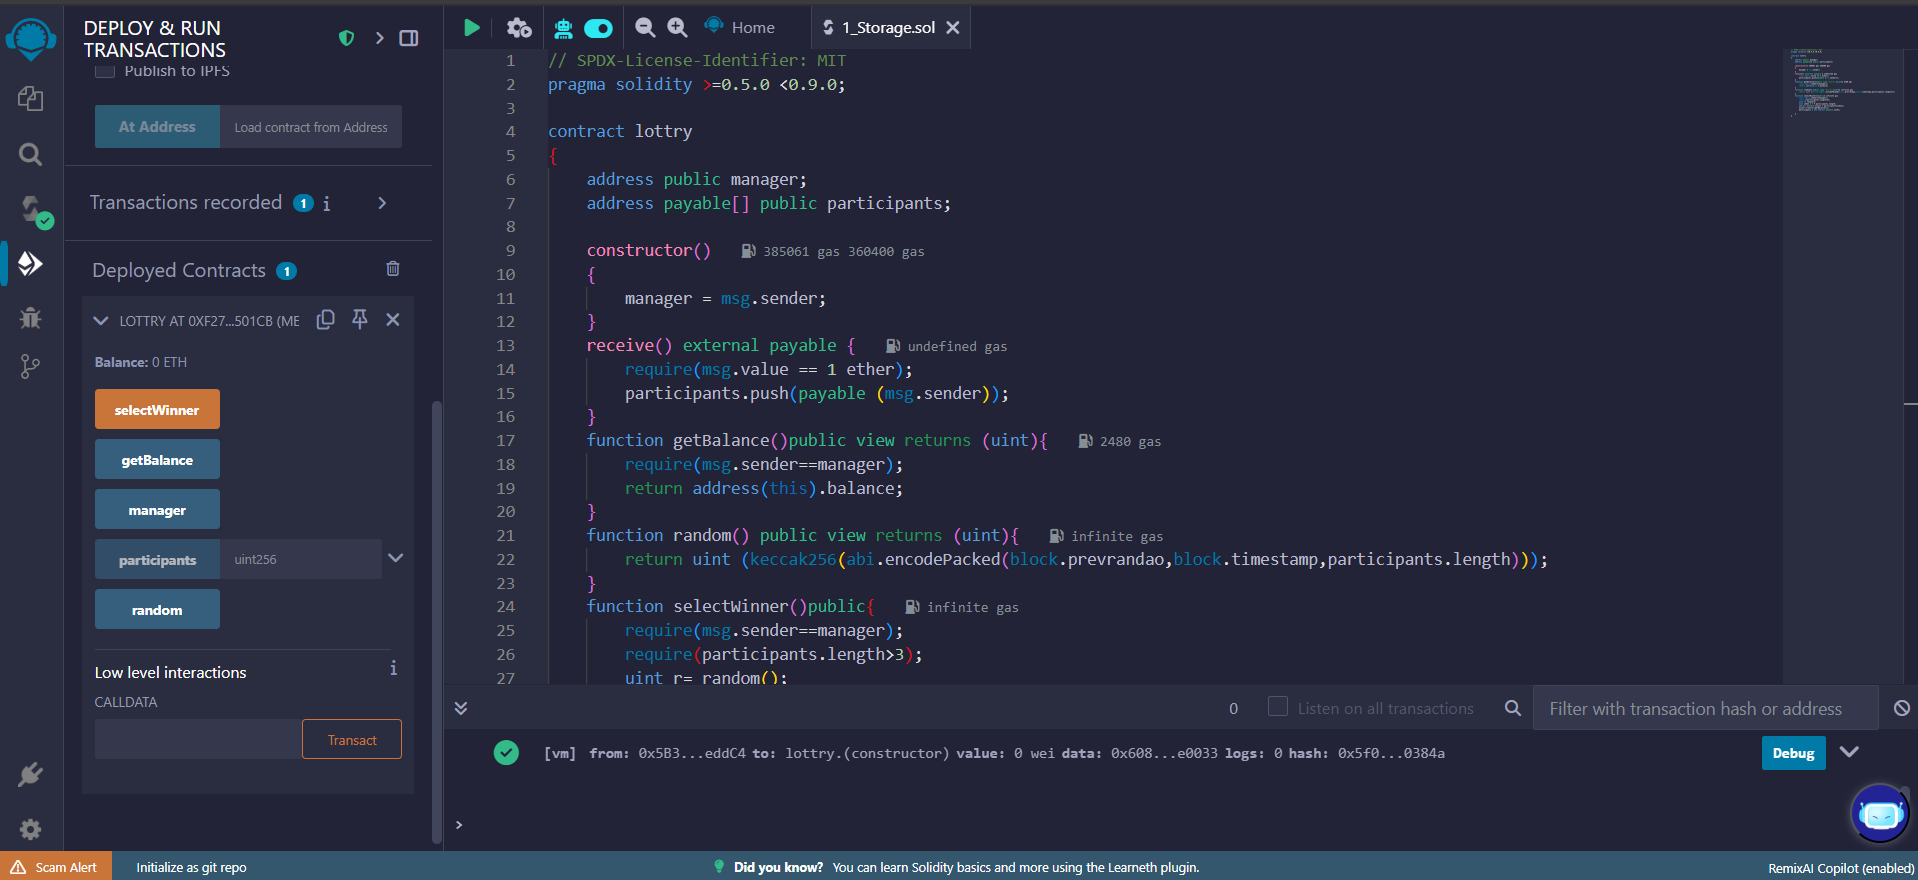 DEPLOY & RUN
TRANSACTIONS
Publish to IPFS
At Address
Load contract from Address
Transactions recorded 1 i
Deployed Contracts 1
LOTTRY AT 0XF27...501CB (ME
Balance: 0 ETH
selectWinner
getBalance
manager
participants
uint256
random
Low level interactions i
CALLDATA
Transact
Home
1_Storage.sol
1 // SPDX-License-Identifier: MIT
2 pragma solidity >=0.5.0 <0.9.0;
3
4 contract lottry
5 {
6 address public manager;
7 address payable[] public participants;
8
9 constructor() 385061 gas 360400 gas
10 {
11 manager = msg.sender;
12 }
13 receive() external payable { undefined gas
14 require(msg.value == 1 ether);
15 participants.push(payable (msg.sender));
16 }
17 function getBalance()public view returns (uint){ 2480 gas
18 require(msg.sender==manager);
19 return address(this).balance;
20 }
21 function random() public view returns (uint){ infinite gas
22 return uint (keccak256(abi.encodePacked(block.prevrandao,block.timestamp,participants.length)));
23 }
24 function selectWinner()public{ infinite gas
25 require(msg.sender==manager);
26 require(participants.length>3);
27 uint r= random();
0 Listen on all transactions Filter with transaction hash or address
[vm] from: 0x5B3...eddC4 to: lottry.(constructor) value: 0 wei data: 0x608...e0033 logs: 0 hash: 0x5f0...0384a
Debug
>
Scam Alert
Initialize as git repo
Did you know? You can learn Solidity basics and more using the Learneth plugin.
RemixAI Copilot (enabled)